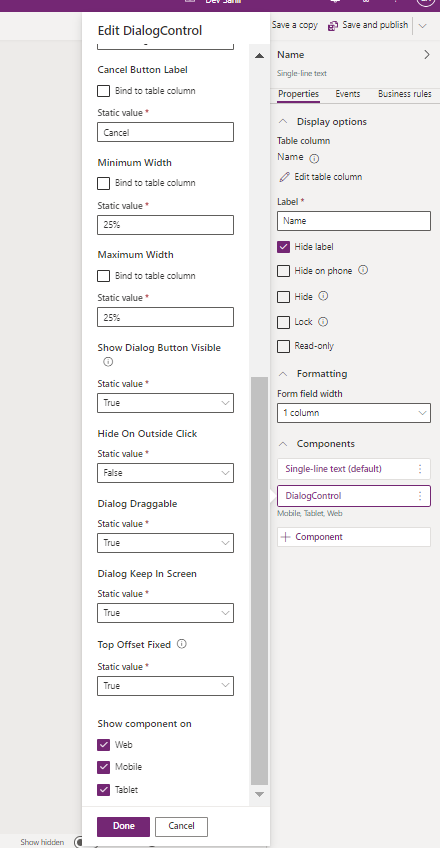 Dev San
Save a copy
Save and publish
Edit DialogControl
Cancel Button Label
Bind to table column
Static value *
Cancel
Minimum Width
Bind to table column
Static value *
25%
Maximum Width
Bind to table column
Static value *
25%
Show Dialog Button Visible
Static value *
True
Hide On Outside Click
Static value *
False
Dialog Draggable
Static value *
True
Dialog Keep In Screen
Static value *
True
Top Offset Fixed
Static value *
True
Show component on
Web
Mobile
Tablet
Done
Cancel
Name
Single-line text
Properties
Events
Business rules
Display options
Table column
Name
Edit table column
Label *
Name
Hide label
Hide on phone
Hide
Lock
Read-only
Formatting
Form field width
1 column
Components
Single-line text (default)
DialogControl
Mobile, Tablet, Web
Component
Show hidden